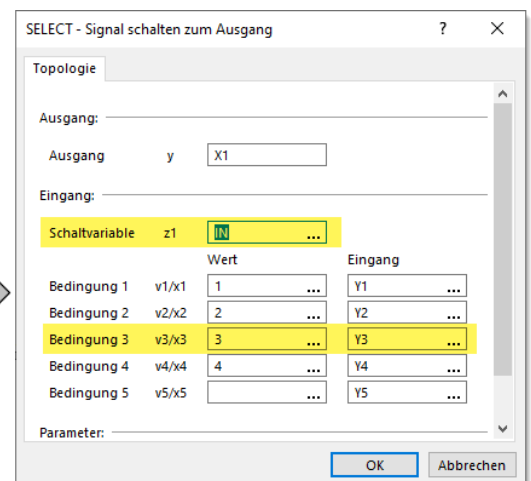 SELECT - Signal schalten zum Ausgang ? ×
Topologie
Ausgang:
Ausgang y X1
Eingang:
Schaltvariable z1 IN ...
Wert Eingang
Bedingung 1 v1/x1 1 ... Y1 ...
Bedingung 2 v2/x2 2 ... Y2 ...
Bedingung 3 v3/x3 3 ... Y3 ...
Bedingung 4 v4/x4 4 ... Y4 ...
Bedingung 5 v5/x5 ... Y5 ...
Parameter:
OK Abbrechen